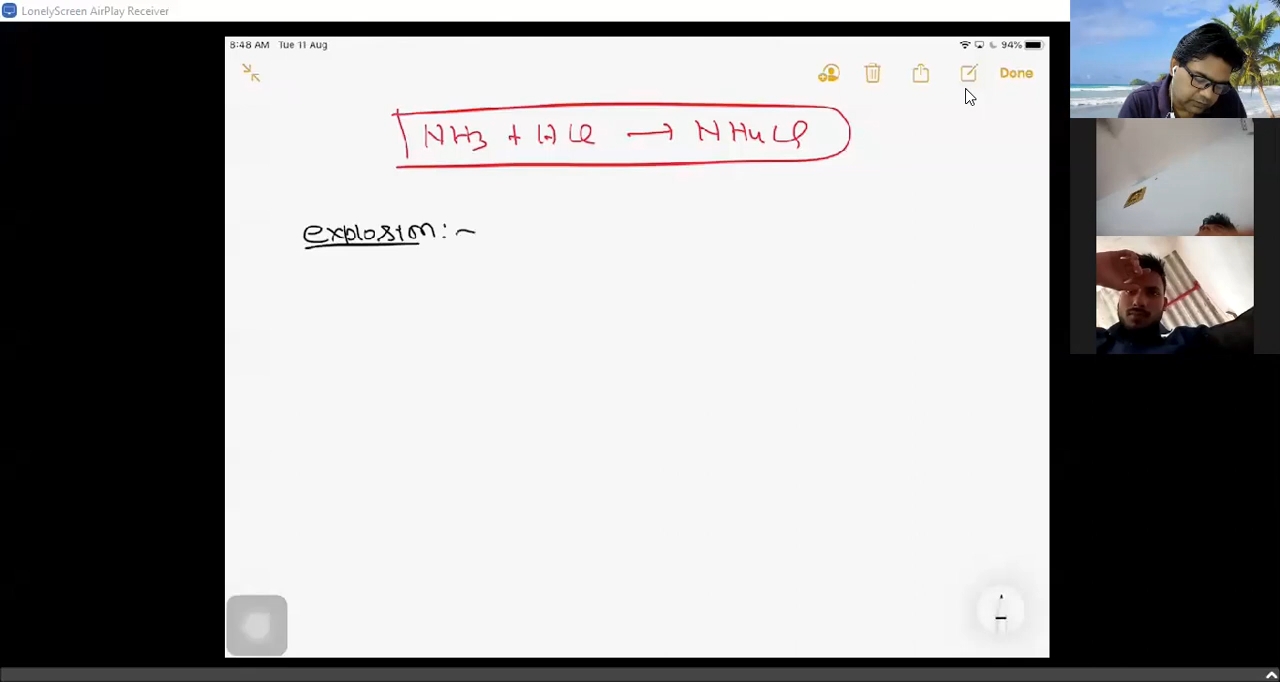 LonelyScreen AirPlay Receiver
8:48 AM Tue 11 Aug 94%
Done
NH3 + HCl → NH4Cl
explosion:-